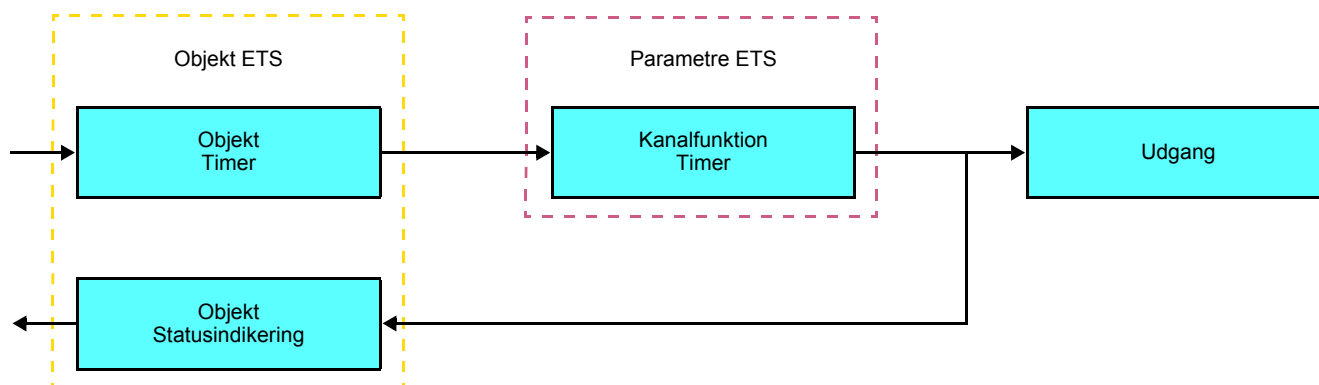 Objekt ETS
Parametre ETS
Objekt
Timer
Kanalfunktion
Timer
Udgang
Objekt
Statusindikering